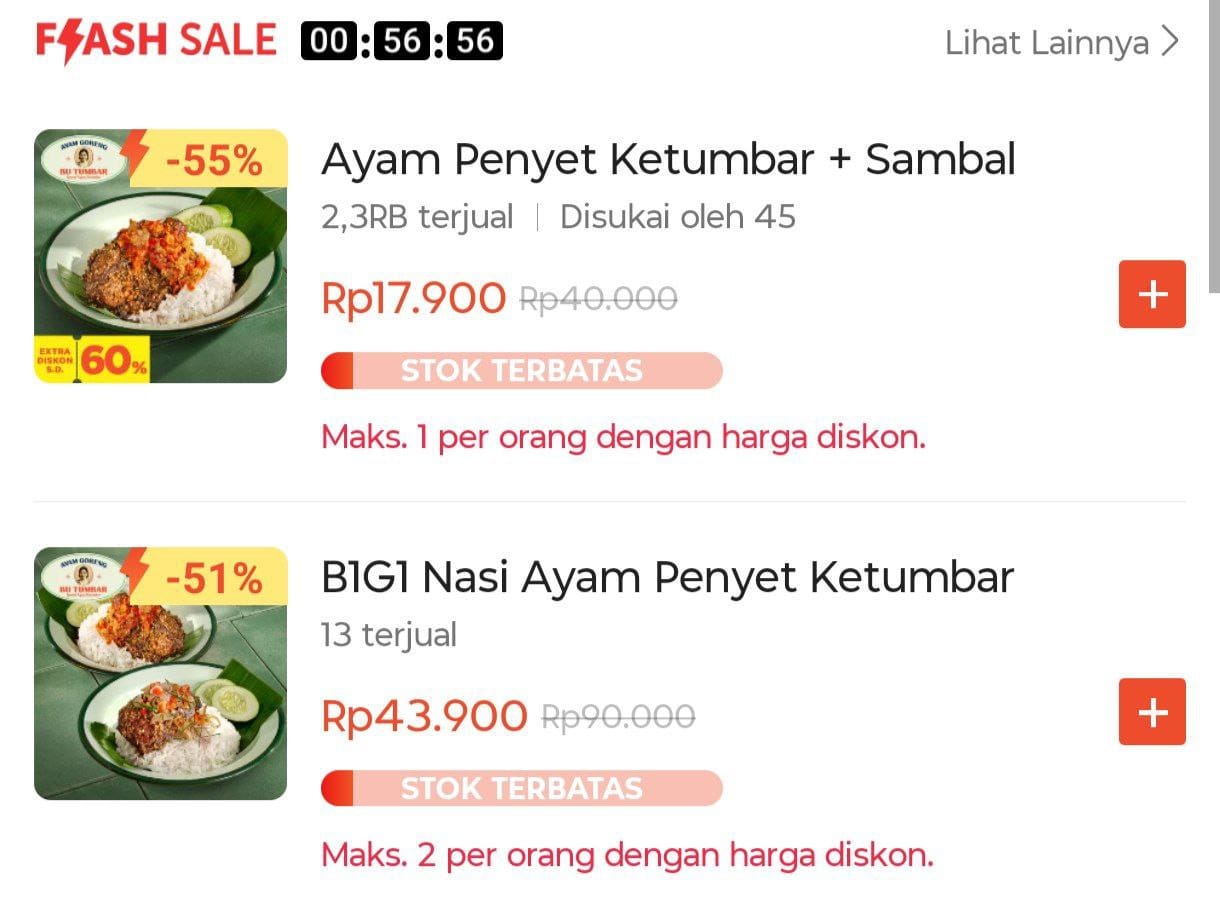 FLASH SALE 00:56:56
Lihat Lainnya >
AYAM GORENG
BU TUMBAR
-55%
EXTRA
DISKON
S.D.
60%
Ayam Penyet Ketumbar + Sambal
2,3RB terjual | Disukai oleh 45
Rp17.900 Rp40.000
+
STOK TERBATAS
Maks. 1 per orang dengan harga diskon.
AYAM GORENG
BU TUMBAR
-51%
B1G1 Nasi Ayam Penyet Ketumbar
13 terjual
Rp43.900 Rp90.000
+
STOK TERBATAS
Maks. 2 per orang dengan harga diskon.